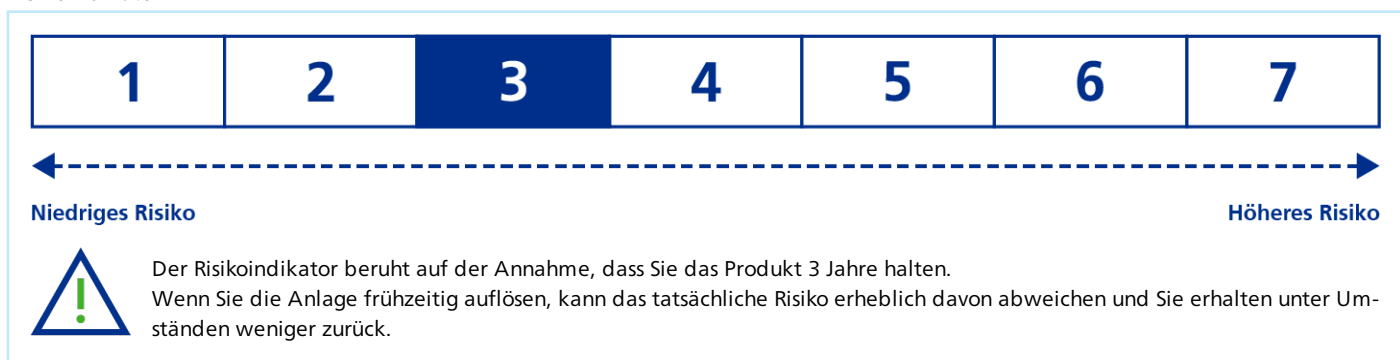 1 2 3 4 5 6 7
Niedriges Risiko Höheres Risiko
Der Risikoindikator beruht auf der Annahme, dass Sie das Produkt 3 Jahre halten.
Wenn Sie die Anlage frühzeitig auflösen, kann das tatsächliche Risiko erheblich davon abweichen und Sie erhalten unter Um-
ständen weniger zurück.